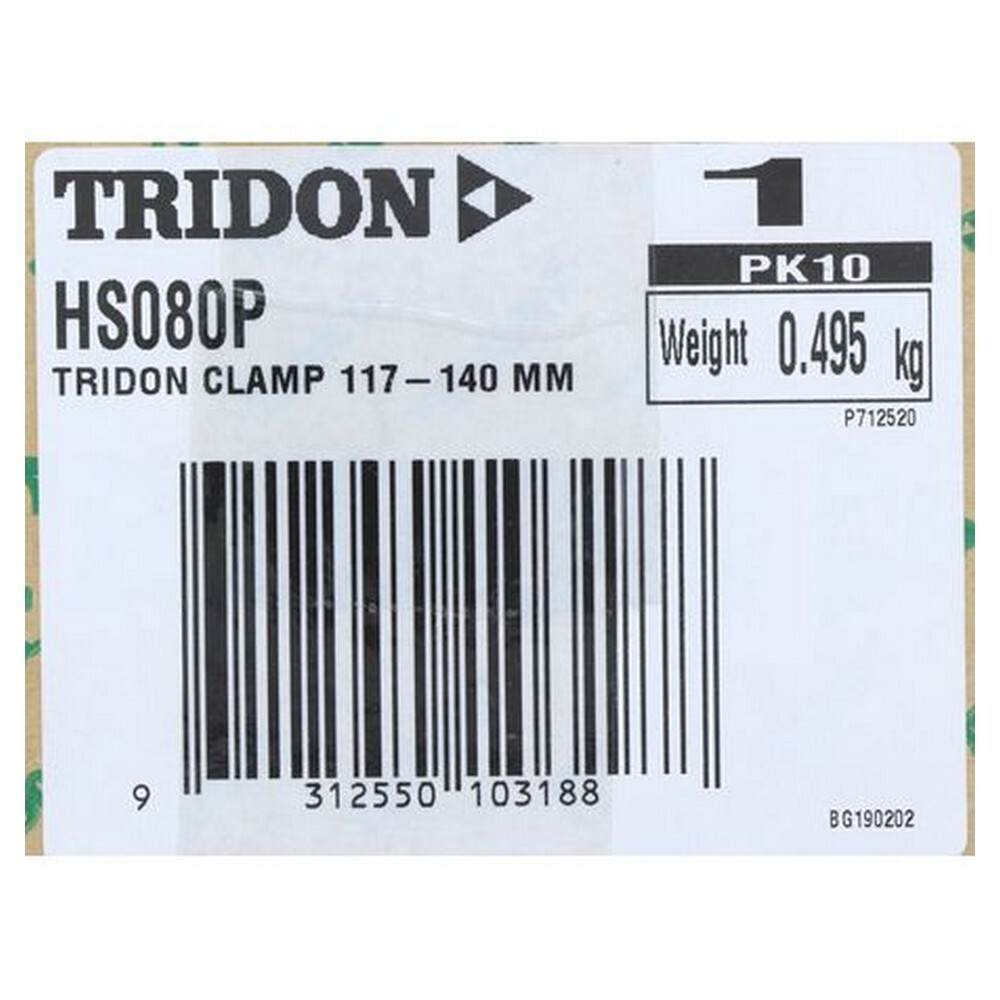 TRIDON
1
PK10
HS080P
Weight 0.495 kg
TRIDON CLAMP 117–140 MM
P712520
9 312550 103188
BG190202